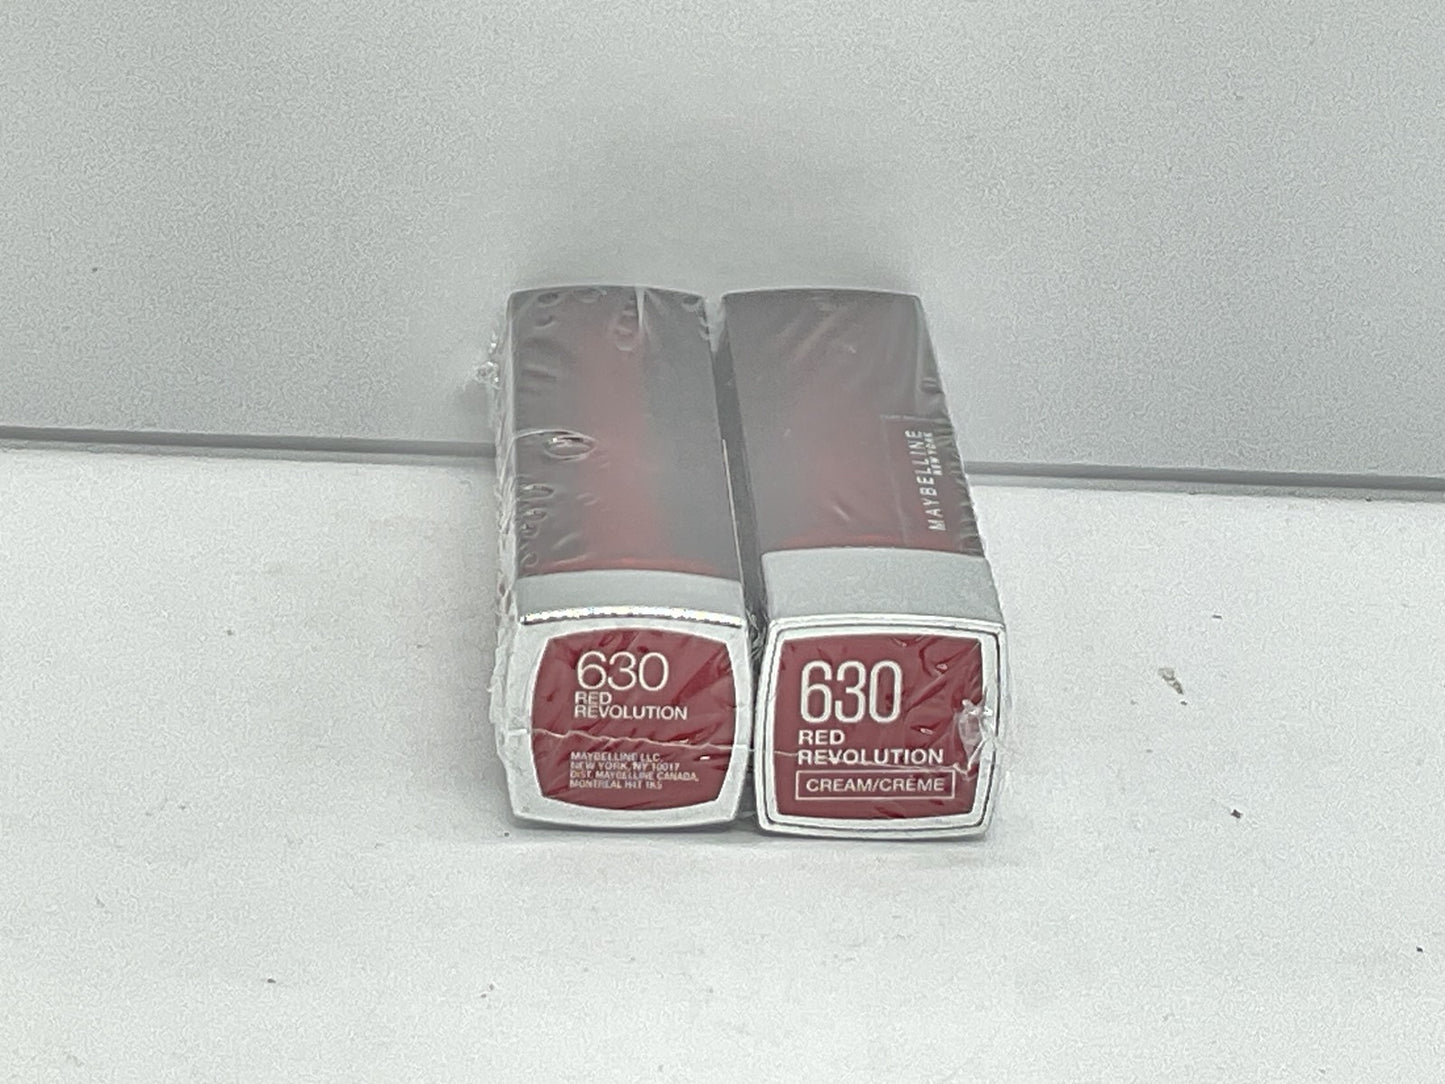 MAYBELLINE
NEW YORK
630
RED
REVOLUTION
MAYBELLINE LLC,
NEW YORK, NY 10017
DIST. MAYBELLINE CANADA,
MONTREAL H4T 1K5
630
RED
REVOLUTION
CREAM/CRÈME